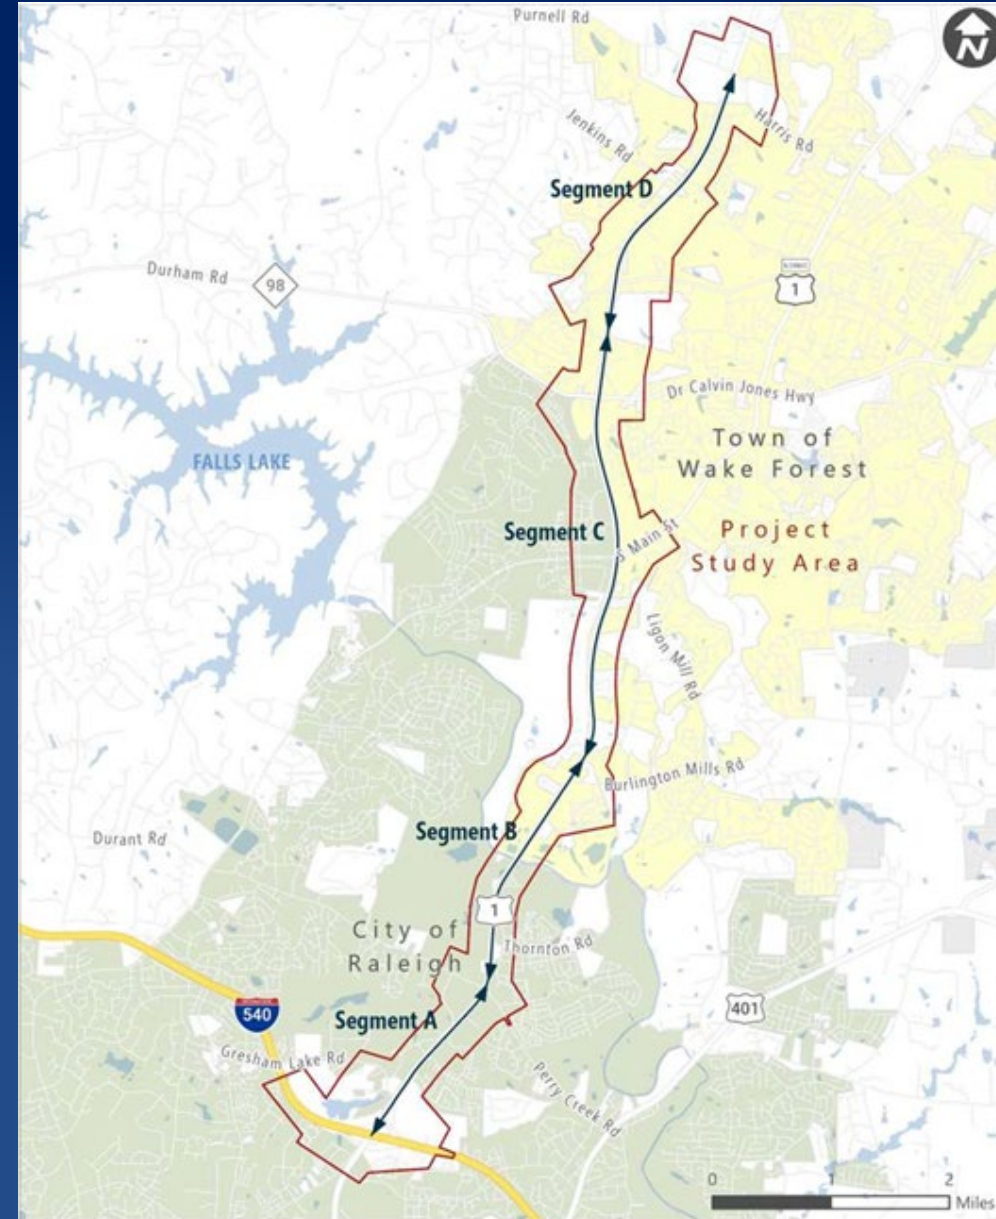 Purnell Rd
N
Harris Rd
Jenkins Rd
Segment D
Durham Rd
98
1
Dr Calvin Jones Hwy
Town of
Wake Forest
FALLS LAKE
Segment C
S Main St
Project
Study Area
Ligon Mill Rd
Burlington Mills Rd
Segment B
Durant Rd
1
City of
Raleigh
Thornton Rd
540
Segment A
401
Gresham Lake Rd
Perry Creek Rd
0
1
2
Miles